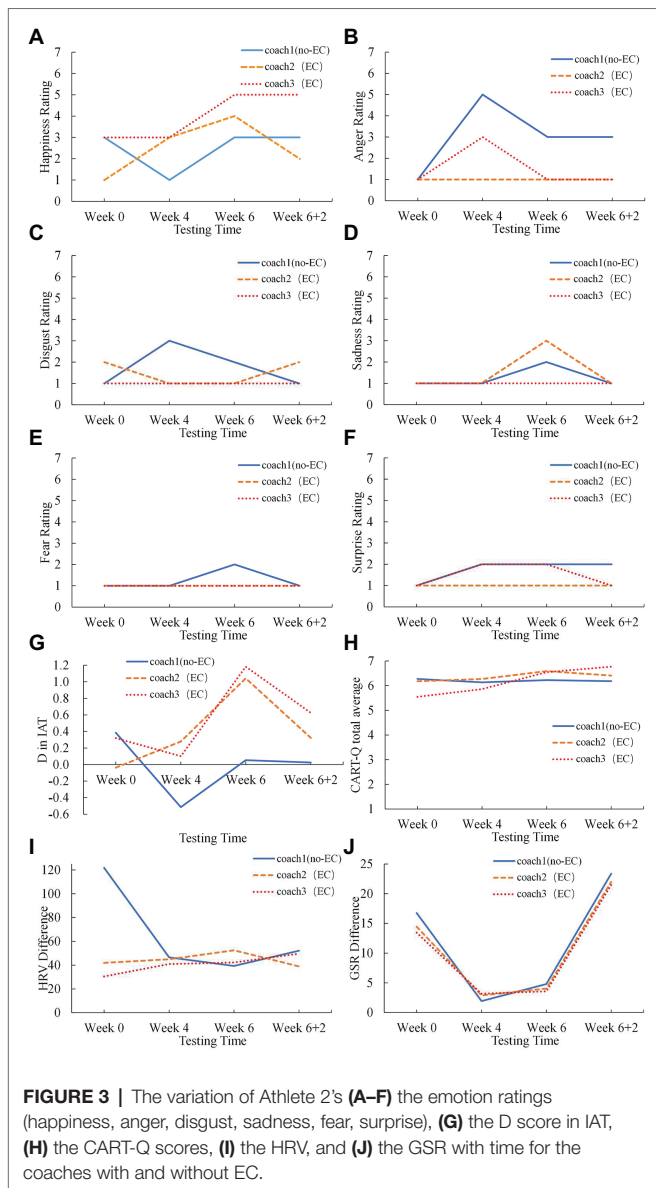 A
7
6
5
4
3
2
1
0
Happiness Rating
coach1(no-EC)
coach2 (EC)
coach3 (EC)
Week 0 Week 4 Week 6 Week 6+2
Testing Time
B
7
6
5
4
3
2
1
0
Anger Rating
coach1(no-EC)
coach2 (EC)
coach3 (EC)
Week 0 Week 4 Week 6 Week 6+2
Testing Time
C
7
6
5
4
3
2
1
0
Disgust Rating
coach1(no-EC)
coach2 (EC)
coach3 (EC)
Week 0 Week 4 Week 6 Week 6+2
Testing Time
D
7
6
5
4
3
2
1
0
Sadness Rating
coach1(no-EC)
coach2 (EC)
coach3 (EC)
Week 0 Week 4 Week 6 Week 6+2
Testing Time
E
7
6
5
4
3
2
1
0
Fear Rating
coach1(no-EC)
coach2 (EC)
coach3 (EC)
Week 0 Week 4 Week 6 Week 6+2
Testing Time
F
7
6
5
4
3
2
1
0
Surprise Rating
coach1(no-EC)
coach2 (EC)
coach3 (EC)
Week 0 Week 4 Week 6 Week 6+2
Testing Time
G
1.2
1.0
0.8
0.6
0.4
0.2
0.0
-0.2
-0.4
-0.6
D in IAT
coach1(no-EC)
coach2 (EC)
coach3 (EC)
Week 0 Week 4 Week 6 Week 6+2
Testing Time
H
7
6
5
4
3
2
1
CART-Q total average
coach1(no-EC)
coach2 (EC)
coach3 (EC)
Week 0 Week 4 Week 6 Week 6+2
Testing Time
I
120
100
80
60
40
20
0
HRV Difference
coach1(no-EC)
coach2 (EC)
coach3 (EC)
Week 0 Week 4 Week 6 Week 6+2
Testing Time
J
25
20
15
10
5
0
GSR Difference
coach1(no-EC)
coach2 (EC)
coach3 (EC)
Week 0 Week 4 Week 6 Week 6+2
Testing Time
FIGURE 3 | The variation of Athlete 2's (A–F) the emotion ratings
(happiness, anger, disgust, sadness, fear, surprise), (G) the D score in IAT,
(H) the CART-Q scores, (I) the HRV, and (J) the GSR with time for the
coaches with and without EC.